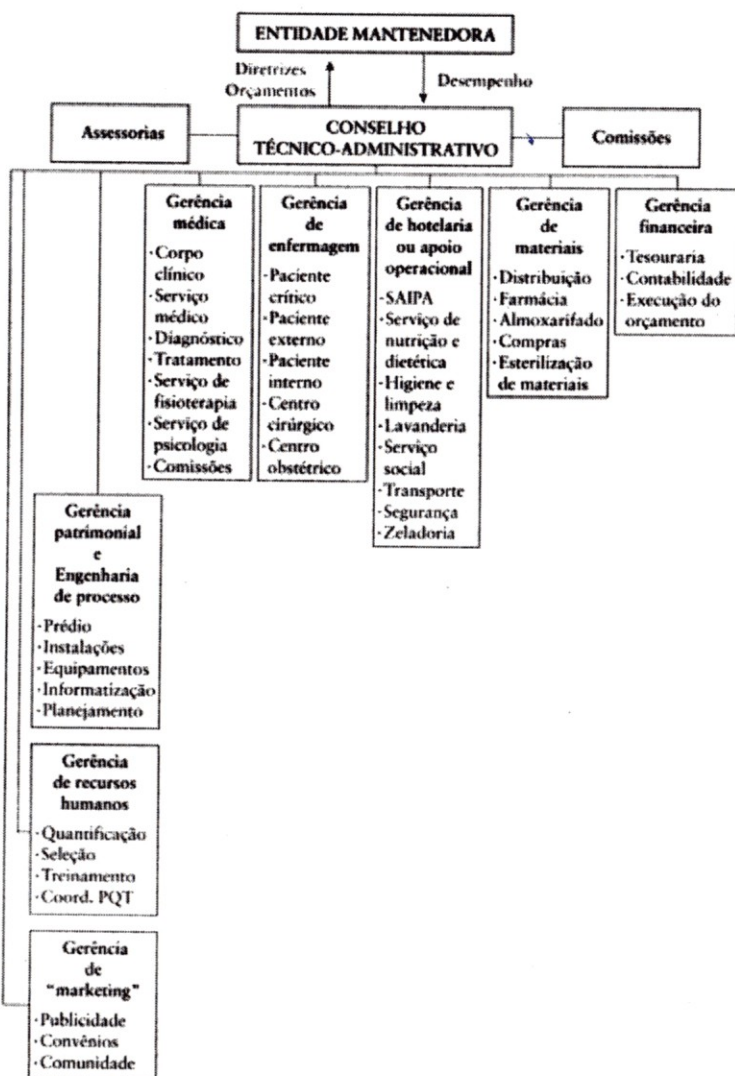 ENTIDADE MANTENEDORA
Diretrizes
Orçamentos
Desempenho
Assessorias
CONSELHO
TÉCNICO-ADMINISTRATIVO
Comissões
Gerência
médica
·Corpo
clínico
·Serviço
médico
·Diagnóstico
·Tratamento
·Serviço de
fisioterapia
·Serviço de
psicologia
·Comissões
Gerência
de
enfermagem
·Paciente
crítico
·Paciente
externo
·Paciente
interno
·Centro
cirúrgico
·Centro
obstétrico
Gerência
de hotelaria
ou apoio
operacional
·SAIPA
·Serviço de
nutrição e
dietética
·Higiene e
limpeza
·Lavanderia
·Serviço
social
·Transporte
·Segurança
·Zeladoria
Gerência
de
materiais
·Distribuição
·Farmácia
·Almoxarifado
·Compras
·Esterilização
de materiais
Gerência
financeira
·Tesouraria
·Contabilidade
·Execução do
orçamento
Gerência
patrimonial
e
Engenharia
de processo
·Prédio
·Instalações
·Equipamentos
·Informatização
·Planejamento
Gerência
de recursos
humanos
·Quantificação
·Seleção
·Treinamento
·Coord. PQT
Gerência
de
"marketing"
·Publicidade
·Convênios
·Comunidade